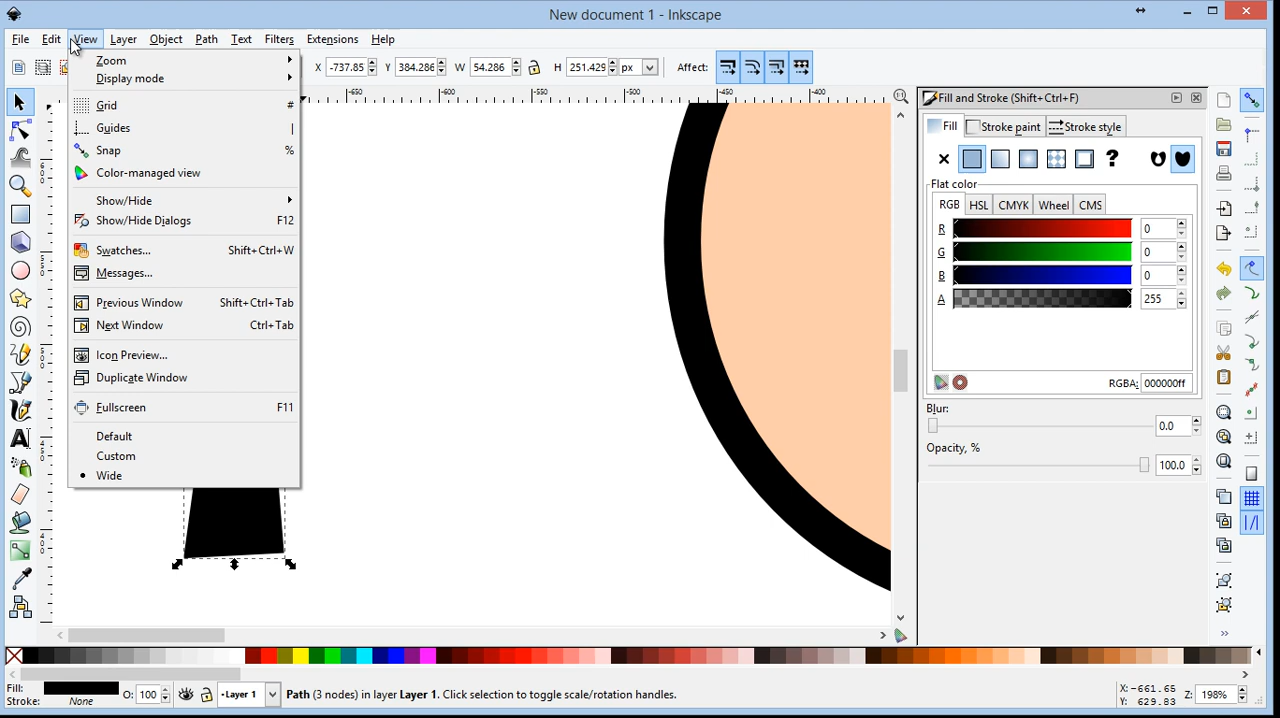 New document 1 - Inkscape
File Edit View Layer Object Path Text Filters Extensions Help
X -737.85 Y 384.286 W 54.286 H 251.429 px Affect:
Zoom
Display mode
Grid #
Guides |
Snap %
Color-managed view
Show/Hide
Show/Hide Dialogs F12
Swatches... Shift+Ctrl+W
Messages...
Previous Window Shift+Ctrl+Tab
Next Window Ctrl+Tab
Icon Preview...
Duplicate Window
Fullscreen F11
Default
Custom
Wide
-650 -600 -550 -500 -450 -400
Fill and Stroke (Shift+Ctrl+F)
Fill Stroke paint Stroke style
?
Flat color
RGB HSL CMYK Wheel CMS
R 0
G 0
B 0
A 255
RGBA: 000000ff
Blur:
0.0
Opacity, %
100.0
Fill:
Stroke: None
O: 100
Layer 1
Path (3 nodes) in layer Layer 1. Click selection to toggle scale/rotation handles.
X: -661.65
Y: 629.83
Z: 198%